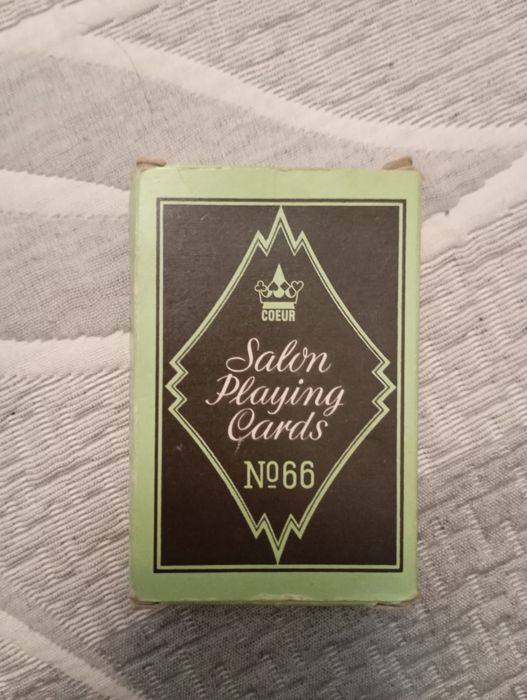 COEUR
Salon
Playing
Cards
Nº66